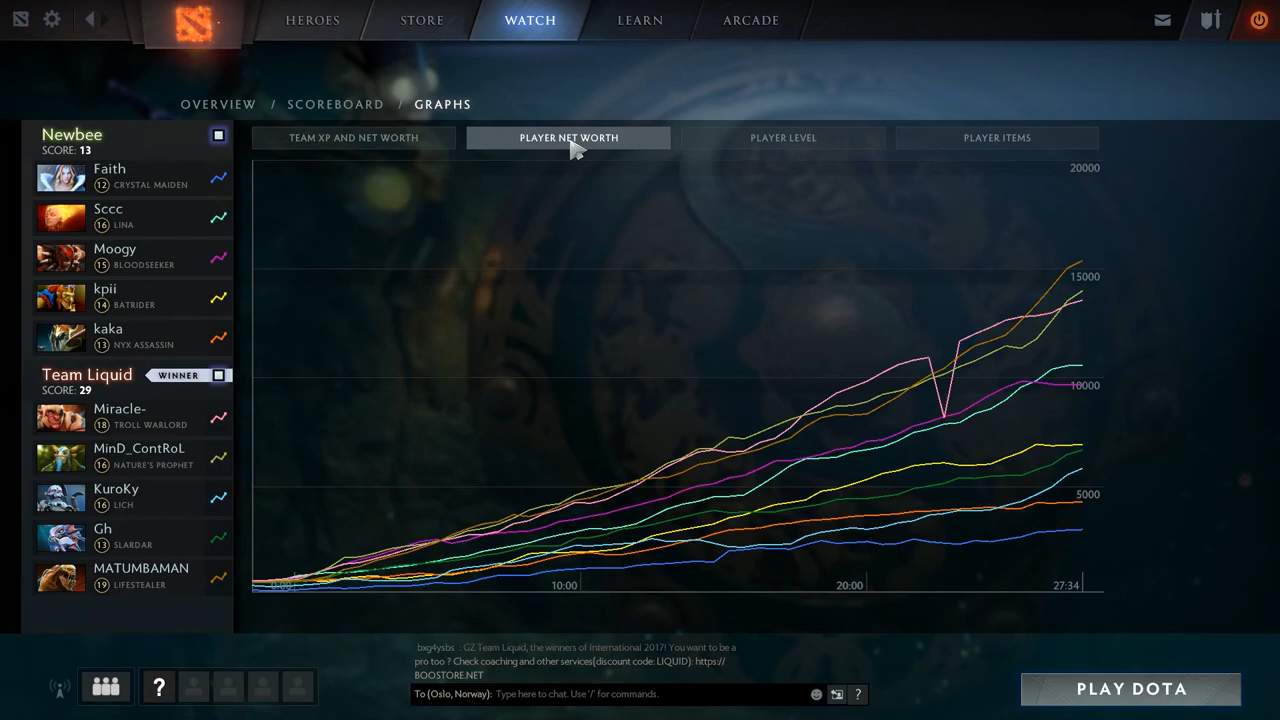 HEROES STORE WATCH LEARN ARCADE
OVERVIEW / SCOREBOARD / GRAPHS
Newbee
SCORE: 13
Faith
12 CRYSTAL MAIDEN
Sccc
16 LINA
Moogy
15 BLOODSEEKER
kpii
14 BATRIDER
kaka
13 NYX ASSASSIN
Team Liquid WINNER
SCORE: 29
Miracle-
18 TROLL WARLORD
MinD_ContRoL
16 NATURE'S PROPHET
KuroKy
16 LICH
Gh
13 SLARDAR
MATUMBAMAN
19 LIFESTEALER
TEAM XP AND NET WORTH PLAYER NET WORTH PLAYER LEVEL PLAYER ITEMS
20000
15000
10000
5000
0:00 10:00 20:00 27:34
bxg4ysbs : GZ Team Liquid, the winners of International 2017! You want to be a
pro too ? Check coaching and other services(discount code: LIQUID): https://
BOOSTORE.NET
To (Oslo, Norway): Type here to chat. Use '/' for commands.
?
?
PLAY DOTA